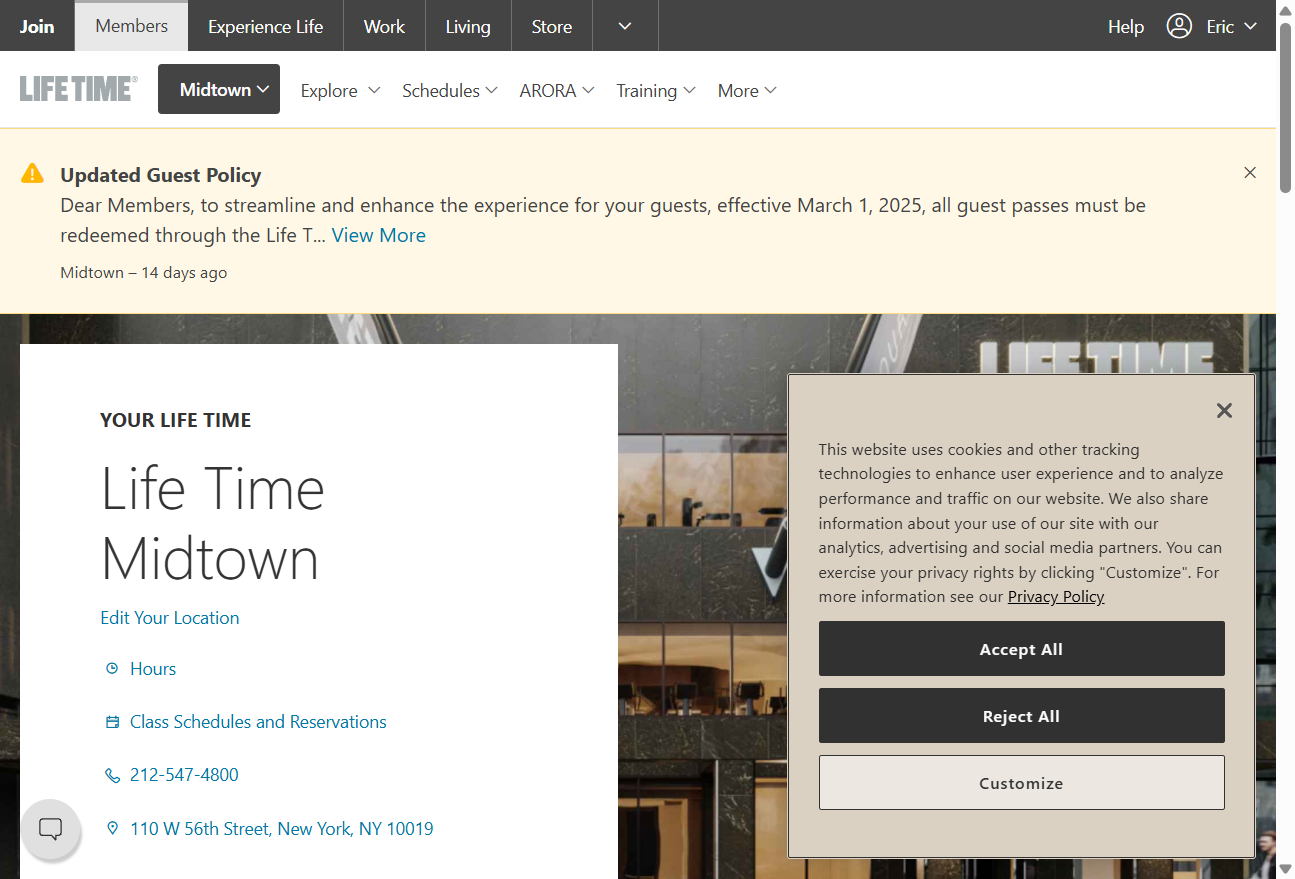 Join Members Experience Life Work Living Store Help Eric
LIFE TIME® Midtown Explore Schedules ARORA Training More
Updated Guest Policy
Dear Members, to streamline and enhance the experience for your guests, effective March 1, 2025, all guest passes must be
redeemed through the Life T... View More
Midtown – 14 days ago
LIFE TIME
YOUR LIFE TIME
Life Time
Midtown
Edit Your Location
Hours
Class Schedules and Reservations
212-547-4800
110 W 56th Street, New York, NY 10019
This website uses cookies and other tracking
technologies to enhance user experience and to analyze
performance and traffic on our website. We also share
information about your use of our site with our
analytics, advertising and social media partners. You can
exercise your privacy rights by clicking "Customize". For
more information see our Privacy Policy
Accept All
Reject All
Customize